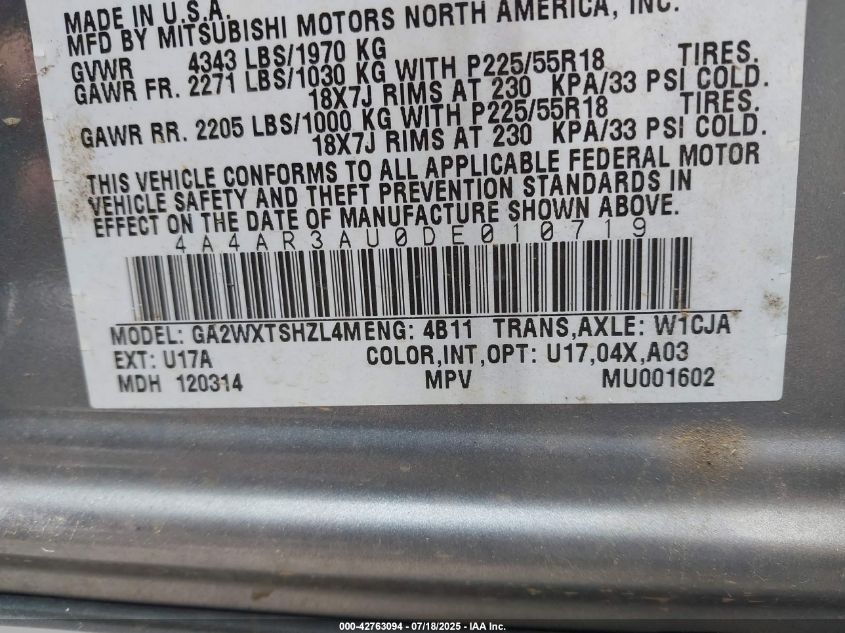 MADE IN U.S.A.
MFD BY MITSUBISHI MOTORS NORTH AMERICA, INC.
GVWR 4343 LBS/1970 KG
GAWR FR. 2271 LBS/1030 KG WITH P225/55R18 TIRES.
18X7J RIMS AT 230 KPA/33 PSI COLD.
GAWR RR. 2205 LBS/1000 KG WITH P225/55R18 TIRES.
18X7J RIMS AT 230 KPA/33 PSI COLD.
THIS VEHICLE CONFORMS TO ALL APPLICABLE FEDERAL MOTOR
VEHICLE SAFETY AND THEFT PREVENTION STANDARDS IN
EFFECT ON THE DATE OF MANUFACTURE SHOWN ABOVE.
4A4AR3AU0DE010719
MODEL: GA2WXTSHZL4M ENG: 4B11 TRANS,AXLE: W1CJA
EXT: U17A COLOR,INT,OPT: U17,04X,A03
MDH 120314 MPV MU001602
000-42763094 - 07/18/2025 - IAA Inc.